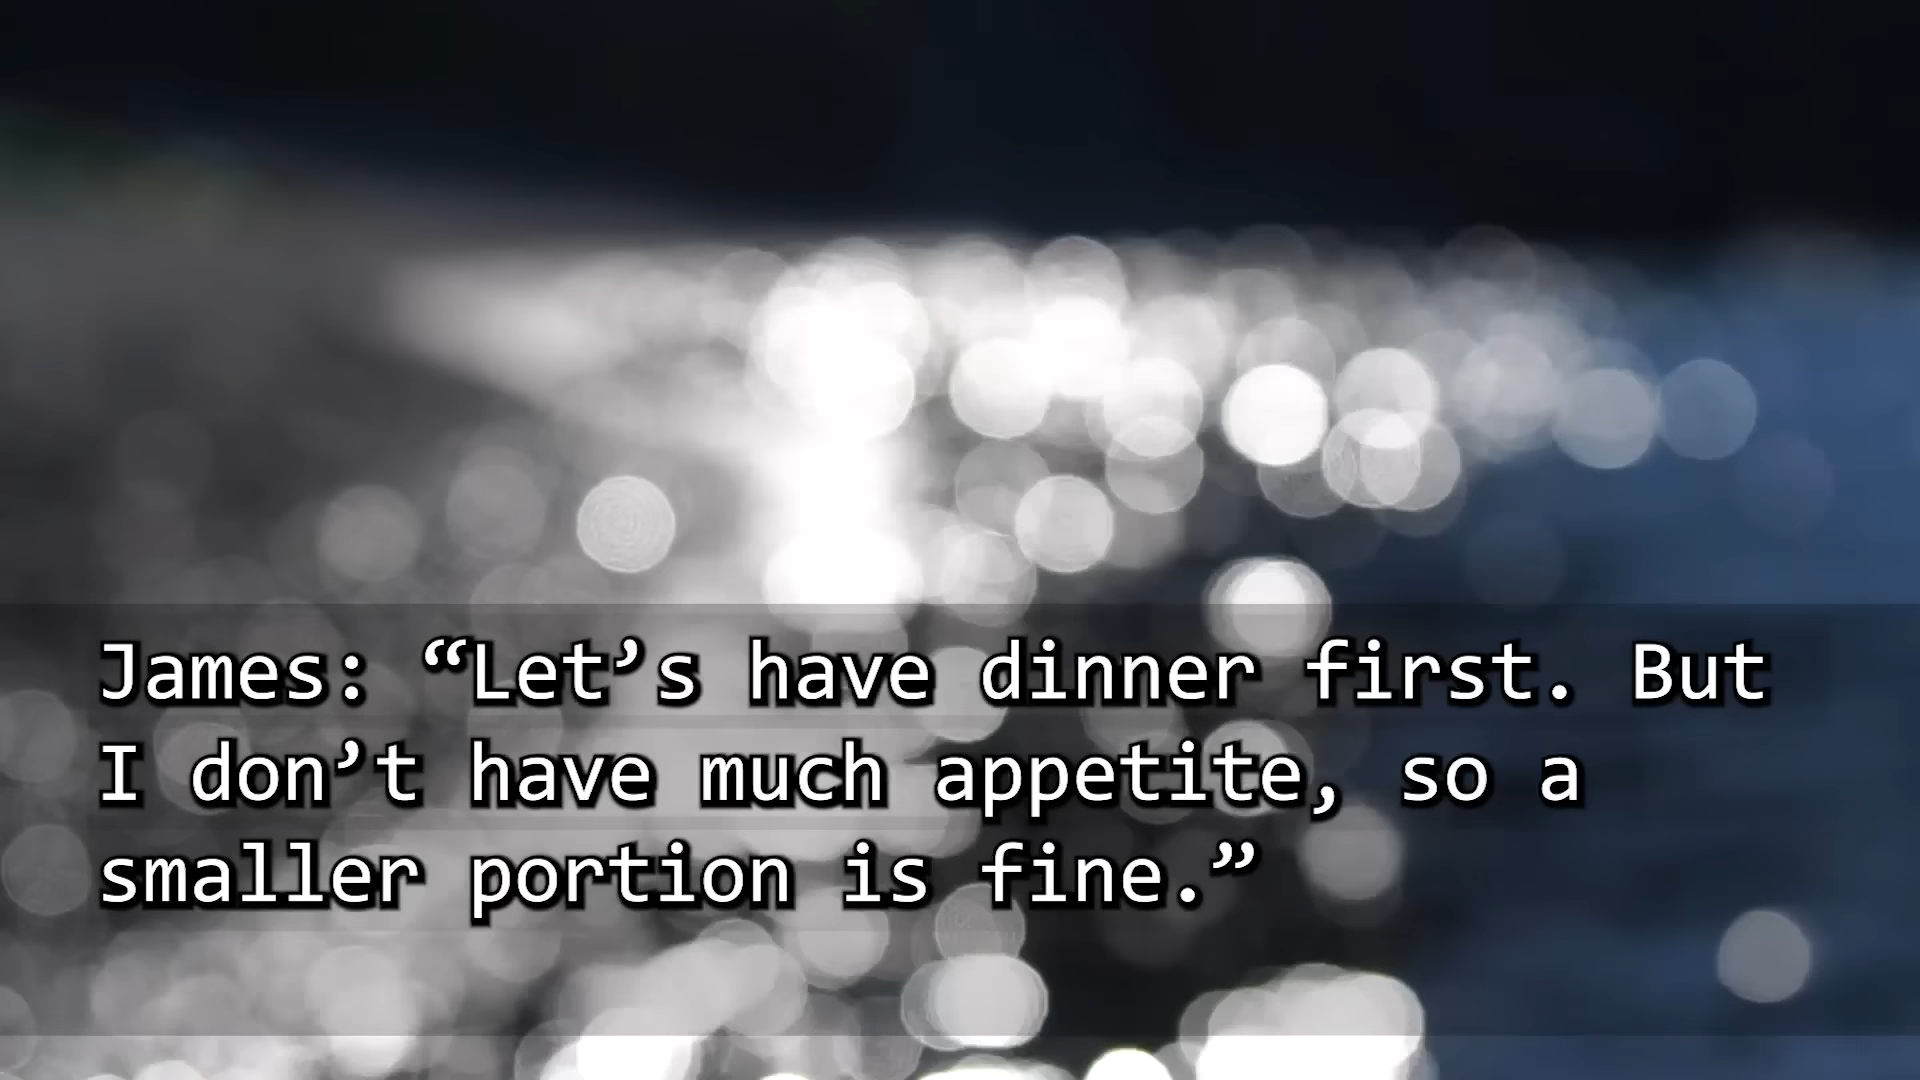 James: “Let’s have dinner first. But
I don’t have much appetite, so a
smaller portion is fine.”